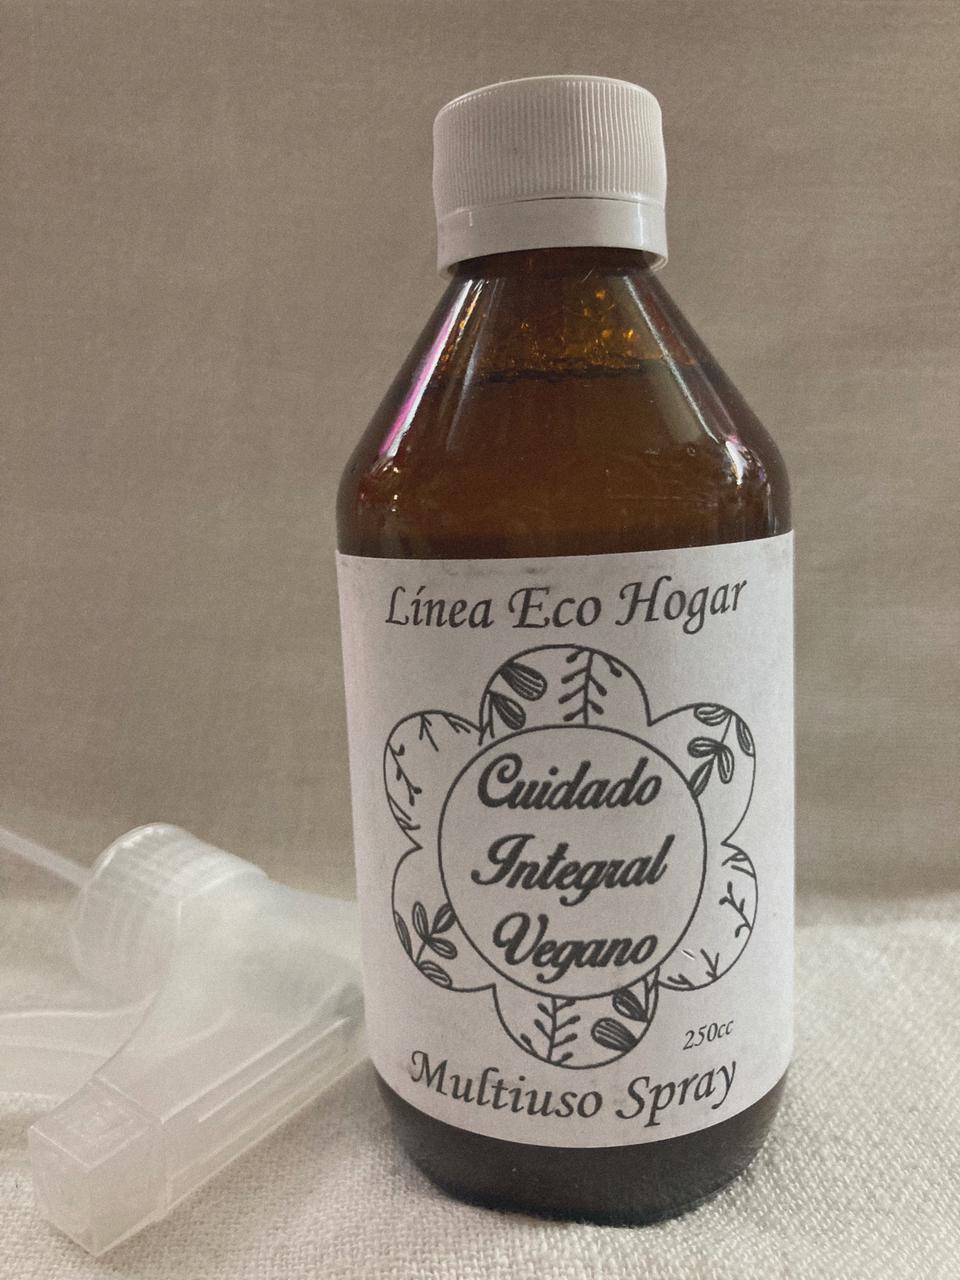 Línea Eco Hogar
Cuidado
Integral
Vegano
250cc
Multiuso Spray